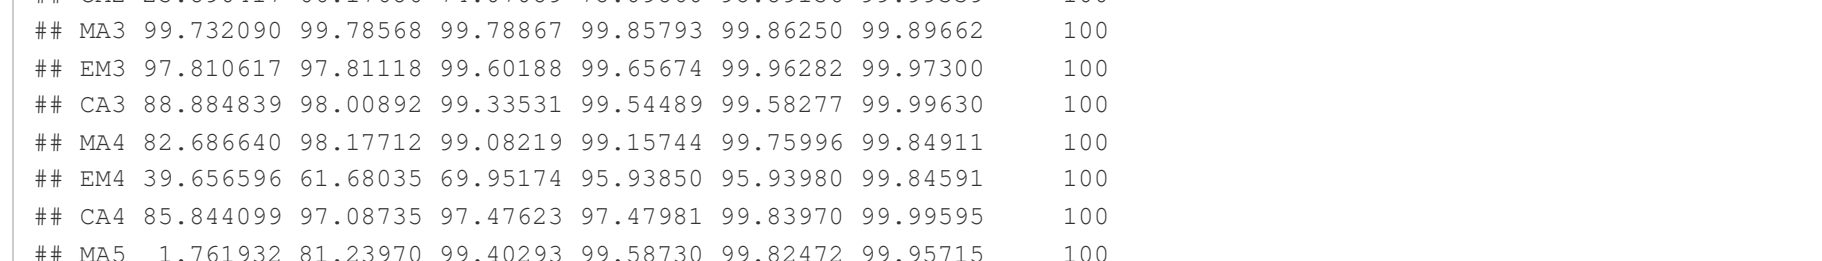 ## MA3 99.732090 99.78568 99.78867 99.85793 99.86250 99.89662 100
## EM3 97.810617 97.81118 99.60188 99.65674 99.96282 99.97300 100
## CA3 88.884839 98.00892 99.33531 99.54489 99.58277 99.99630 100
## MA4 82.686640 98.17712 99.08219 99.15744 99.75996 99.84911 100
## EM4 39.656596 61.68035 69.95174 95.93850 95.93980 99.84591 100
## CA4 85.844099 97.08735 97.47623 97.47981 99.83970 99.99595 100
## MA5 1.761932 81.23970 99.40293 99.58730 99.82472 99.95715 100